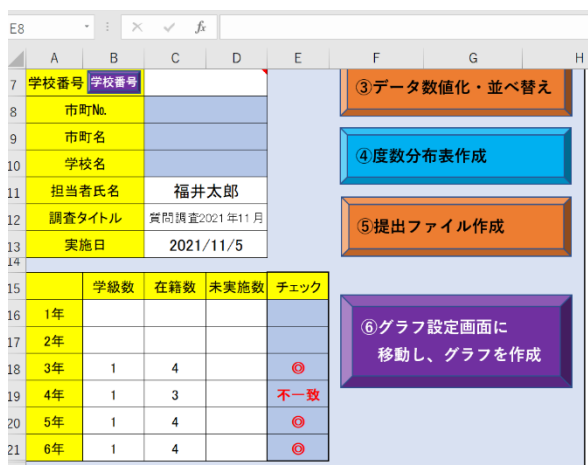 E8 fx
A B C D E F G H
7 学校番号 学校番号 ③データ数値化・並べ替え
8 市町No.
9 市町名 ④度数分布表作成
10 学校名
11 担当者氏名 福井太郎
12 調査タイトル 質問調査2021年11月 ⑤提出ファイル作成
13 実施日 2021/11/5
14
15 学級数 在籍数 未実施数 チェック
16 1年 ⑥グラフ設定画面に
17 2年 移動し、グラフを作成
18 3年 1 4 ◎
19 4年 1 3 不一致
20 5年 1 4 ◎
21 6年 1 4 ◎